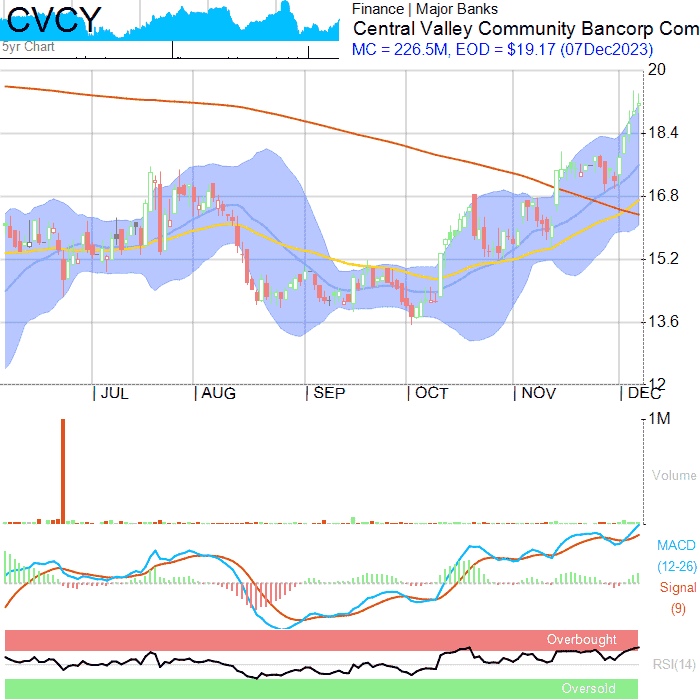 CVCY
5yr Chart
Finance | Major Banks
Central Valley Community Bancorp Com
MC = 226.5M, EOD = $19.17 (07Dec2023)
20
18.4
16.8
15.2
13.6
12
JUL AUG SEP OCT NOV DEC
1M
Volume
MACD
(12-26)
Signal
(9)
Overbought
RSI(14)
Oversold